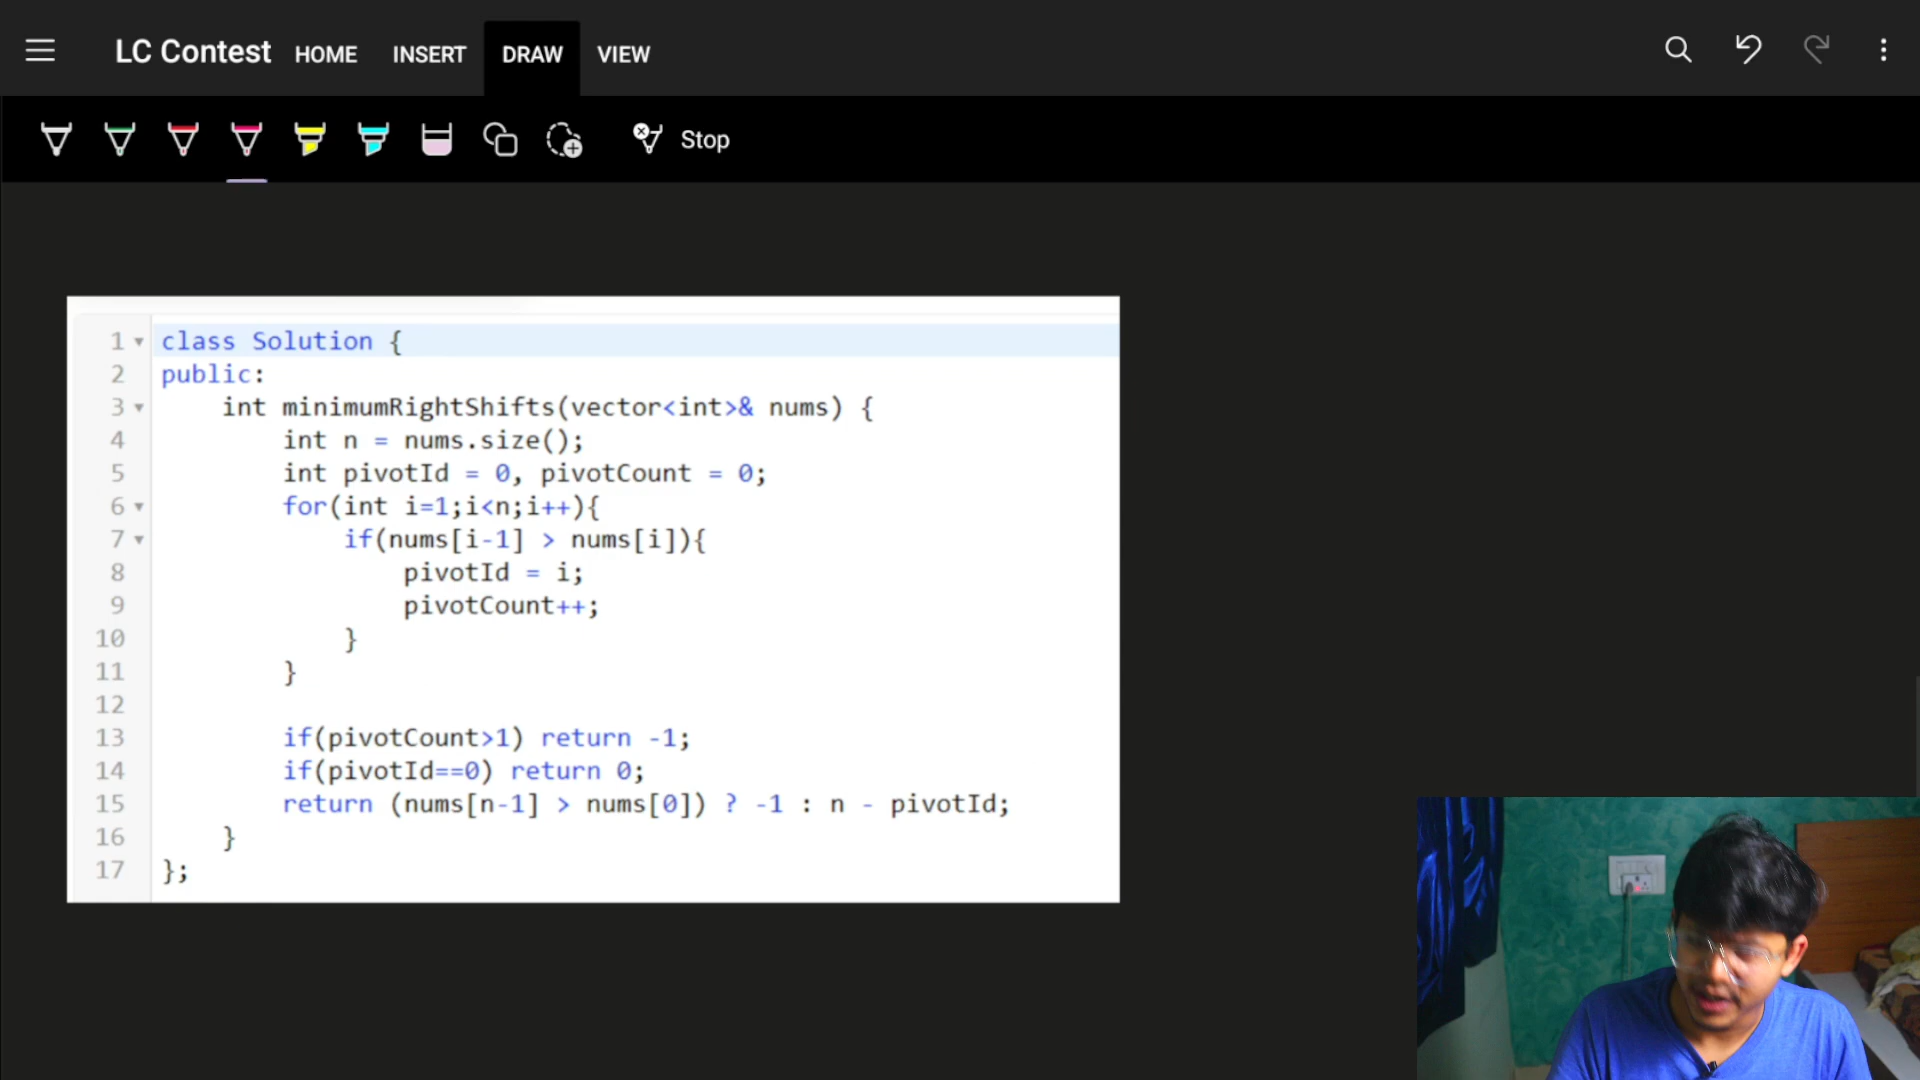 LC Contest HOME INSERT DRAW VIEW
Stop
1 class Solution {
2 public:
3     int minimumRightShifts(vector<int>& nums) {
4         int n = nums.size();
5         int pivotId = 0, pivotCount = 0;
6         for(int i=1;i<n;i++){
7             if(nums[i-1] > nums[i]){
8                 pivotId = i;
9                 pivotCount++;
10             }
11         }
12
13         if(pivotCount>1) return -1;
14         if(pivotId==0) return 0;
15         return (nums[n-1] > nums[0]) ? -1 : n - pivotId;
16     }
17 };